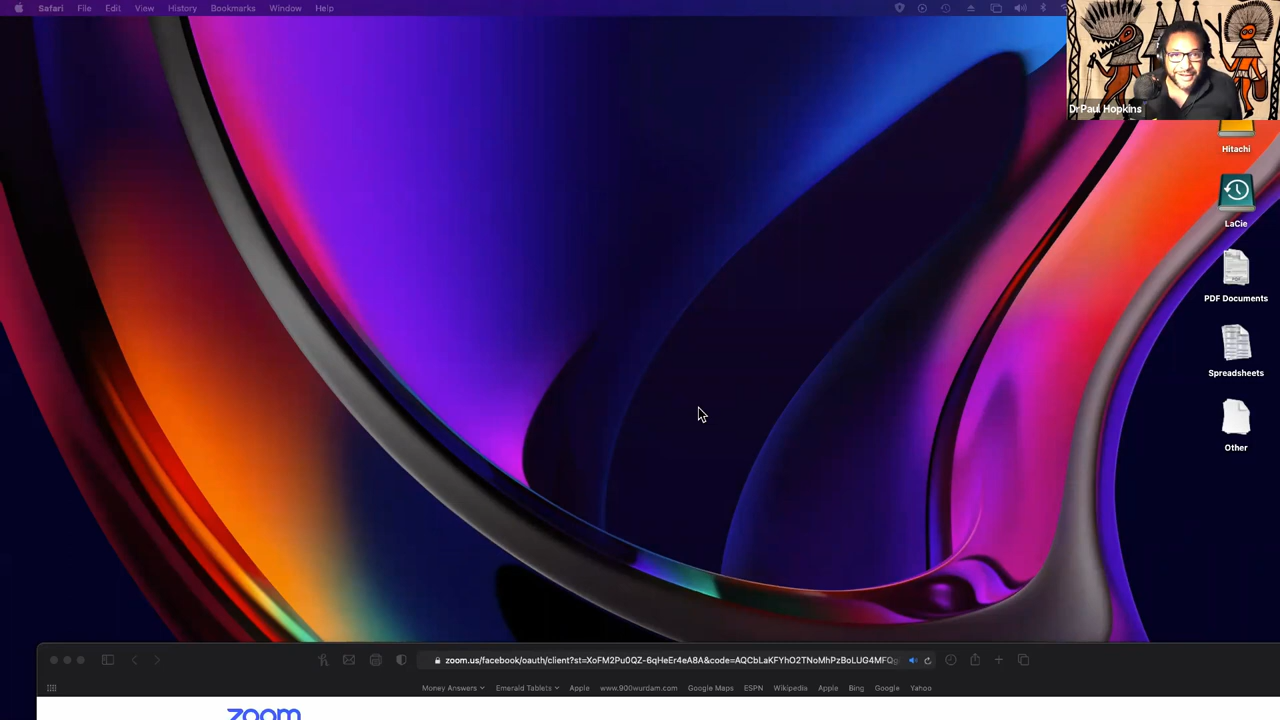 Safari File Edit View History Bookmarks Window Help
DrPaul Hopkins
Hitachi
LaCie
PDF Documents
Spreadsheets
Other
zoom.us/facebook/oauth/client?st=XoFM2Pu0QZ-6qHeEr4eA8A&code=AQCbLaKFYhO2TNoMhPzBoLUG4MFQ
Money Answers Emerald Tablets Apple www.900wurdam.com Google Maps ESPN Wikipedia Apple Bing Google Yahoo
zoom